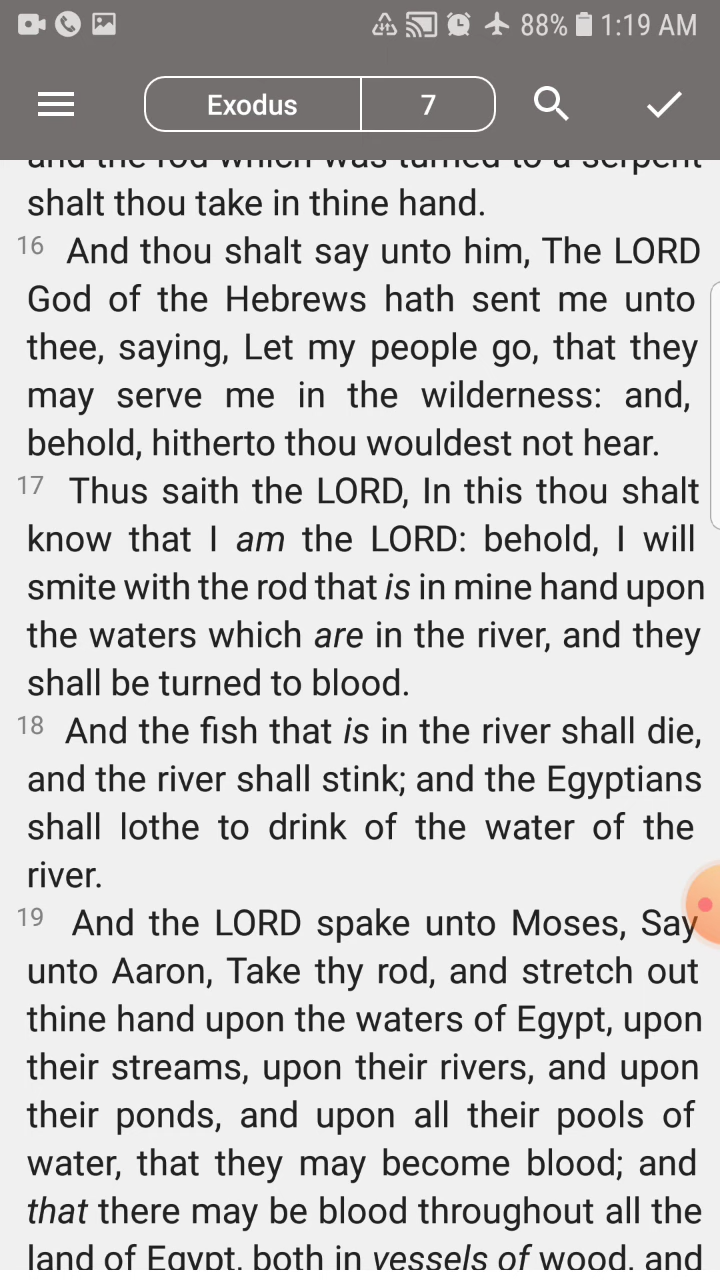 88% 1:19 AM
Exodus 7
and the rod which was turned to a serpent
shalt thou take in thine hand.
16 And thou shalt say unto him, The LORD
God of the Hebrews hath sent me unto
thee, saying, Let my people go, that they
may serve me in the wilderness: and,
behold, hitherto thou wouldest not hear.
17 Thus saith the LORD, In this thou shalt
know that I am the LORD: behold, I will
smite with the rod that is in mine hand upon
the waters which are in the river, and they
shall be turned to blood.
18 And the fish that is in the river shall die,
and the river shall stink; and the Egyptians
shall lothe to drink of the water of the
river.
19 And the LORD spake unto Moses, Say
unto Aaron, Take thy rod, and stretch out
thine hand upon the waters of Egypt, upon
their streams, upon their rivers, and upon
their ponds, and upon all their pools of
water, that they may become blood; and
that there may be blood throughout all the
land of Egypt, both in vessels of wood, and